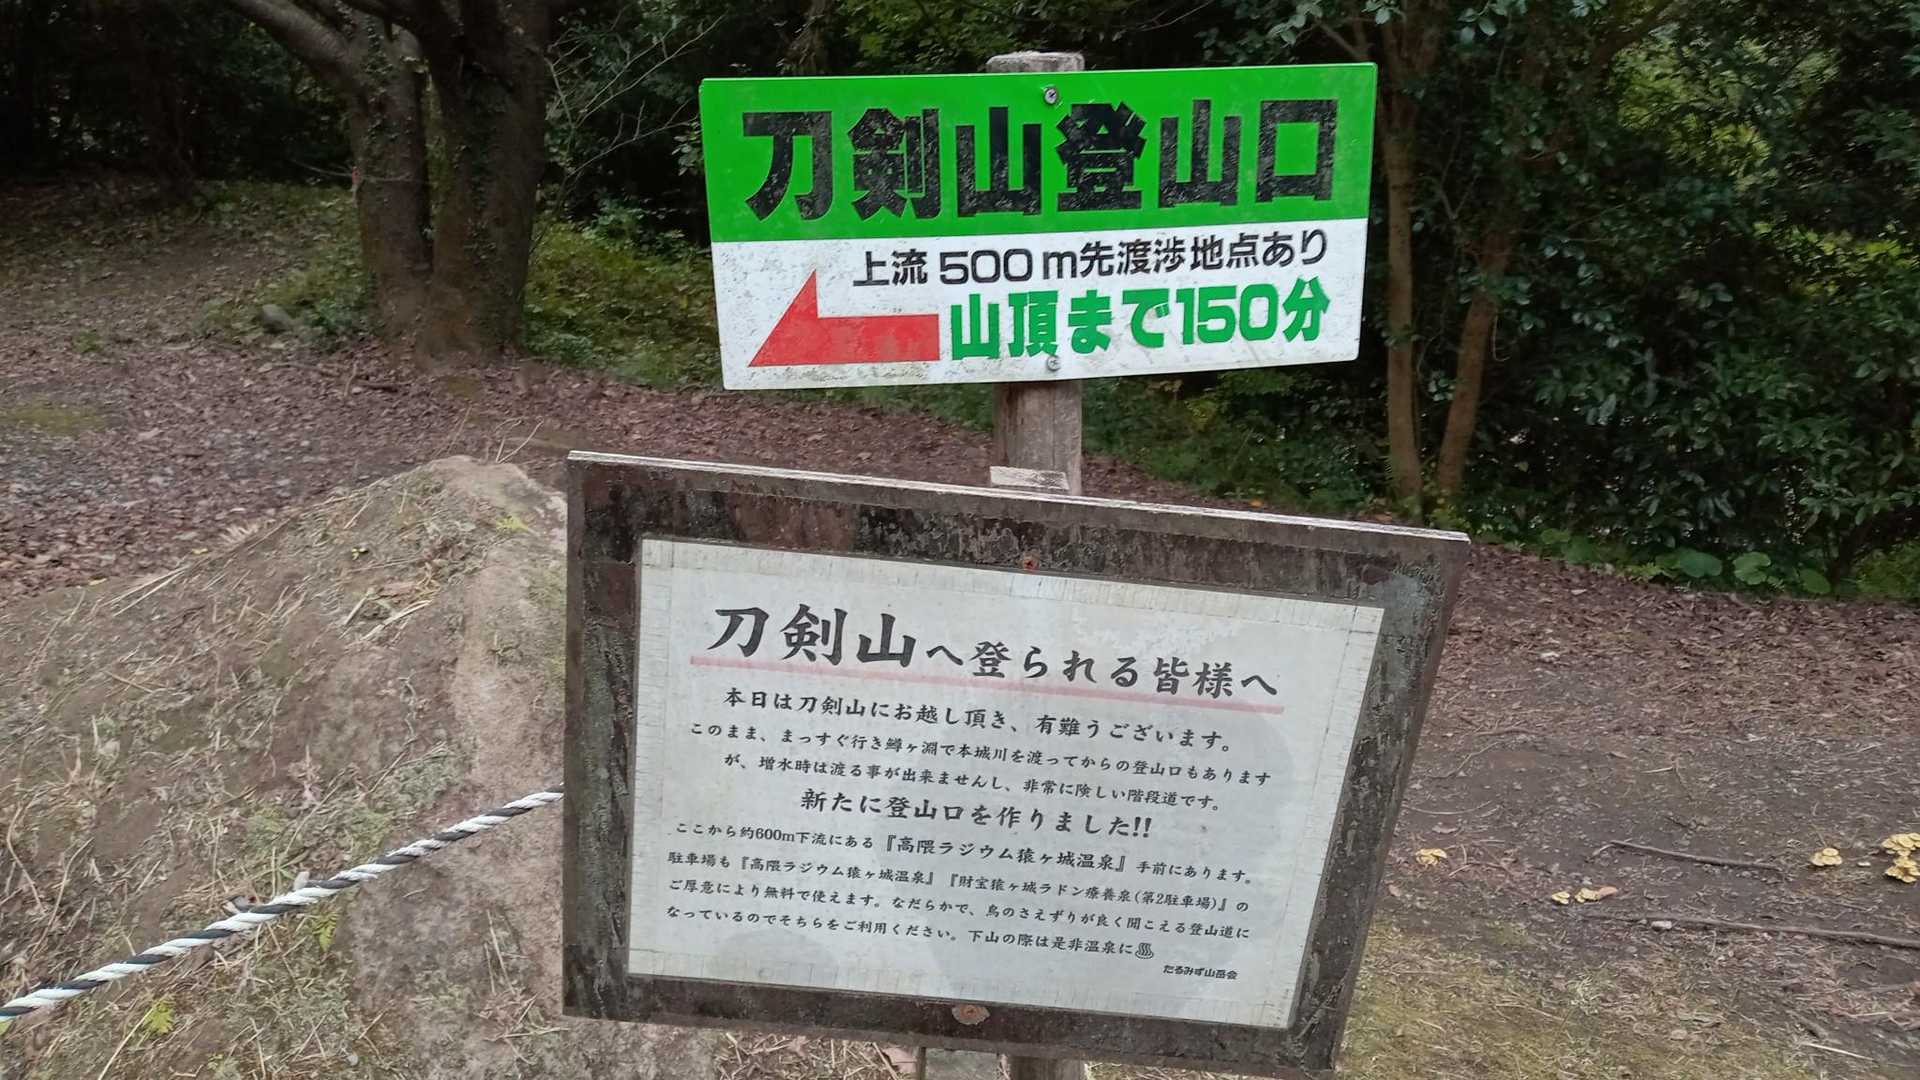 刀剣山登山口
上流500m先渡渉地点あり
山頂まで150分
刀剣山へ登られる皆様へ
本日は刀剣山にお越し頂き、有難うございます。
このまま、まっすぐ行き鱒ヶ淵で本城川を渡ってからの登山口もあります
が、増水時は渡る事が出来ませんし、非常に険しい階段道です。
新たに登山口を作りました!!
ここから約600m下流にある『高隈ラジウム猿ヶ城温泉』手前にあります。
駐車場も『高隈ラジウム猿ヶ城温泉』『財宝猿ヶ城ラドン療養泉(第2駐車場)』の
ご厚意により無料で使えます。なだらかで、鳥のさえずりが良く聞こえる登山道に
なっているのでそちらをご利用ください。下山の際は是非温泉に♨
たるみず山岳会